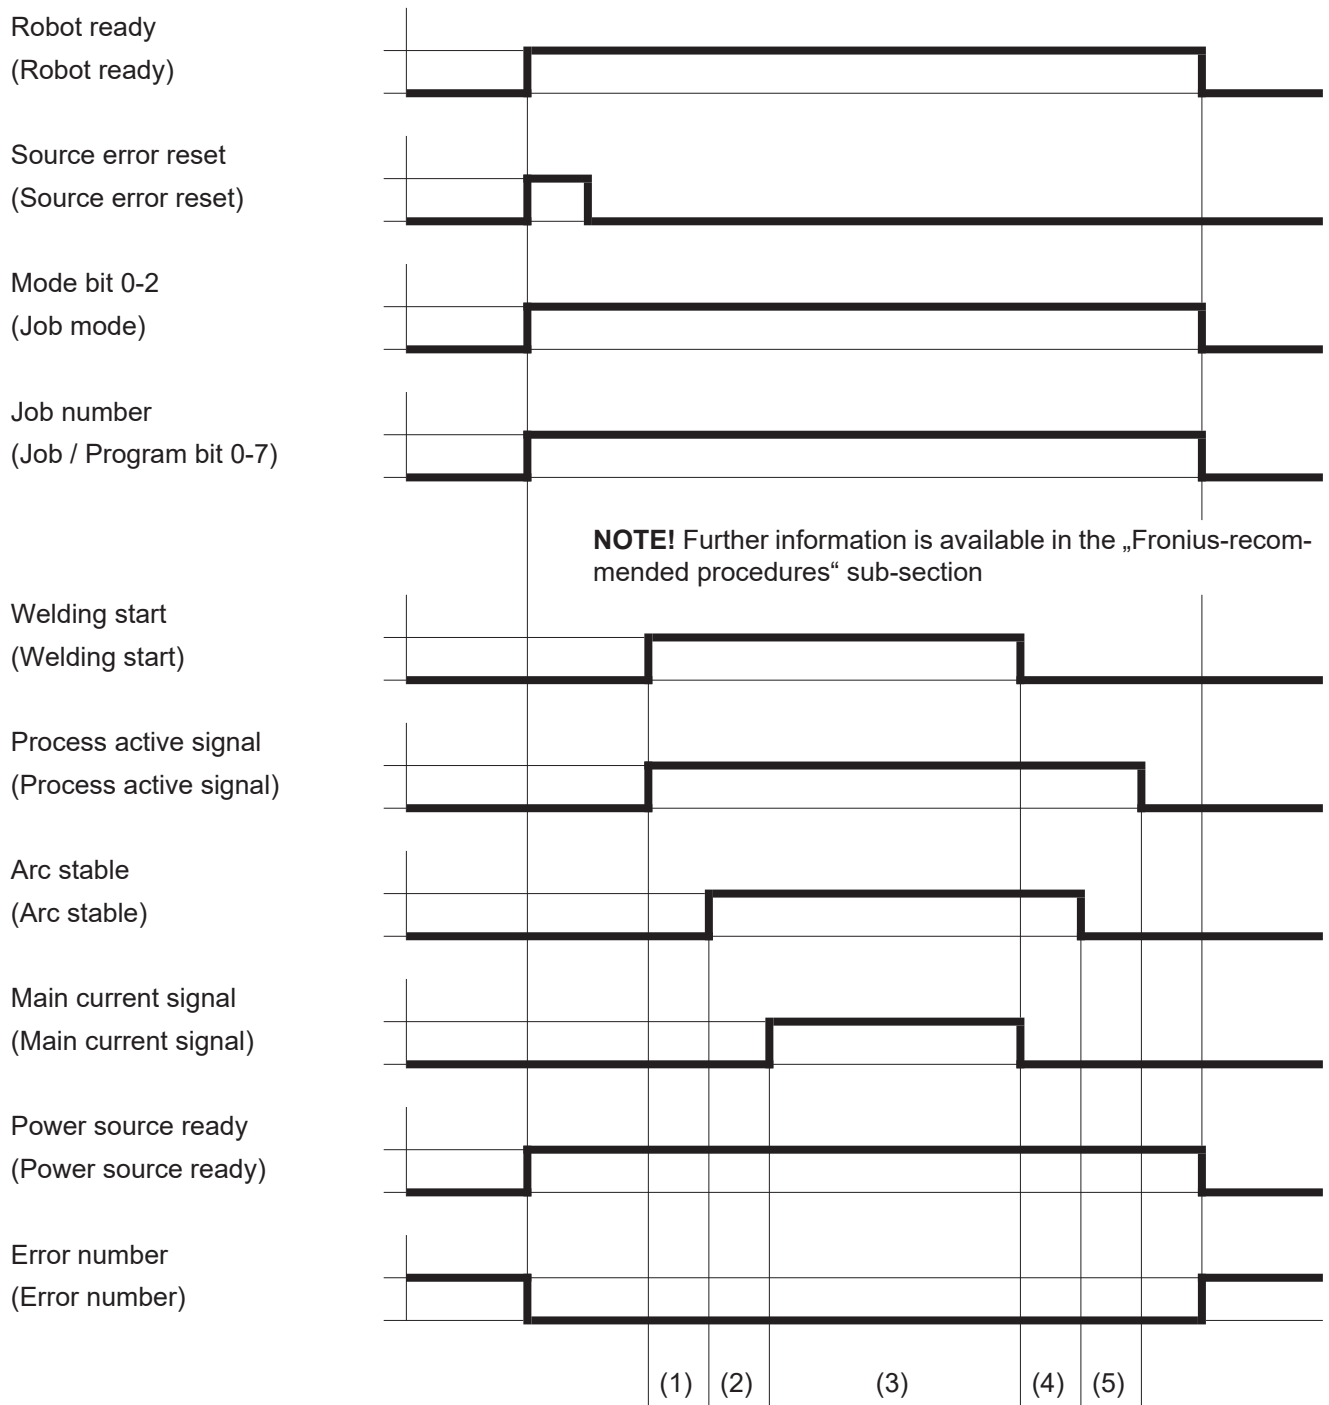 Robot ready
(Robot ready)
Source error reset
(Source error reset)
Mode bit 0-2
(Job mode)
Job number
(Job / Program bit 0-7)
NOTE! Further information is available in the „Fronius-recom-
mended procedures“ sub-section
Welding start
(Welding start)
Process active signal
(Process active signal)
Arc stable
(Arc stable)
Main current signal
(Main current signal)
Power source ready
(Power source ready)
Error number
(Error number)
(1) (2) (3) (4) (5)